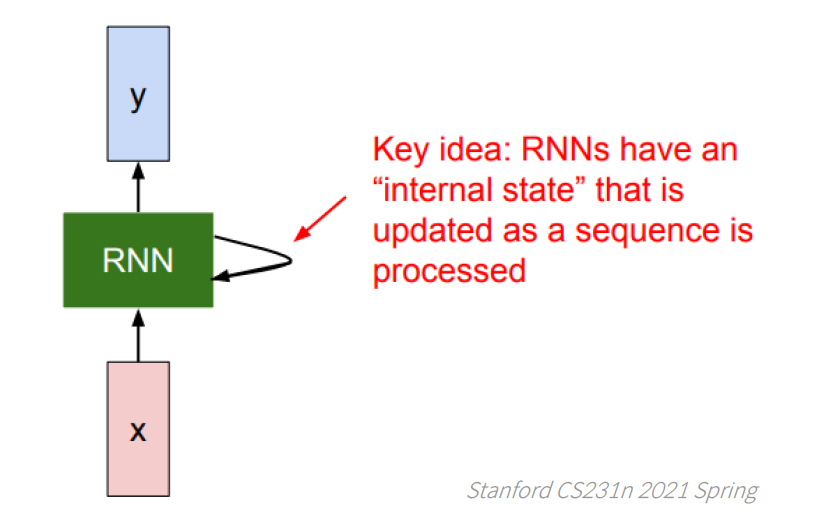 y
Key idea: RNNs have an
“internal state” that is
updated as a sequence is
processed
RNN
x
Stanford CS231n 2021 Spring